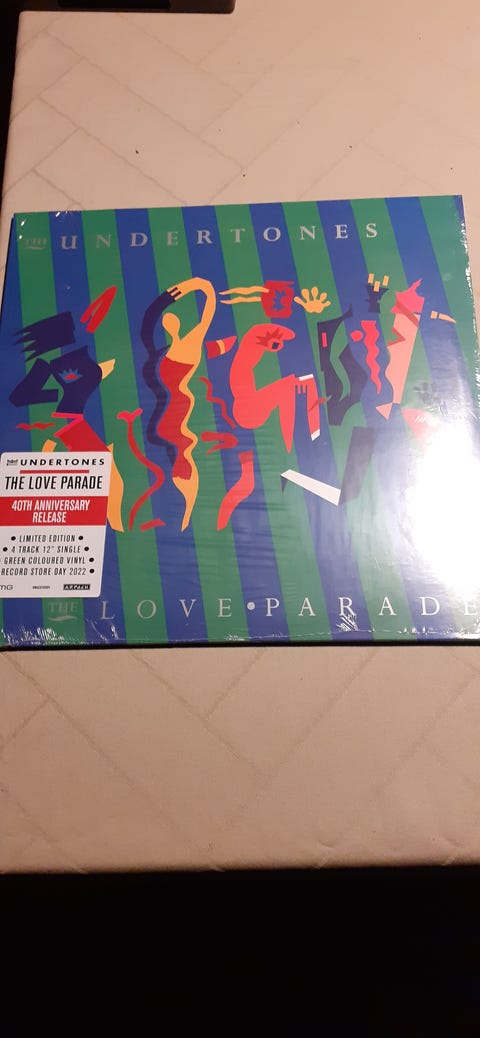 THE UNDERTONES
THE UNDERTONES
THE LOVE PARADE
40TH ANNIVERSARY
RELEASE
• LIMITED EDITION •
• 4 TRACK 12" SINGLE •
GREEN COLOURED VINYL •
RECORD STORE DAY 2022 •
THE LOVE•PARADE